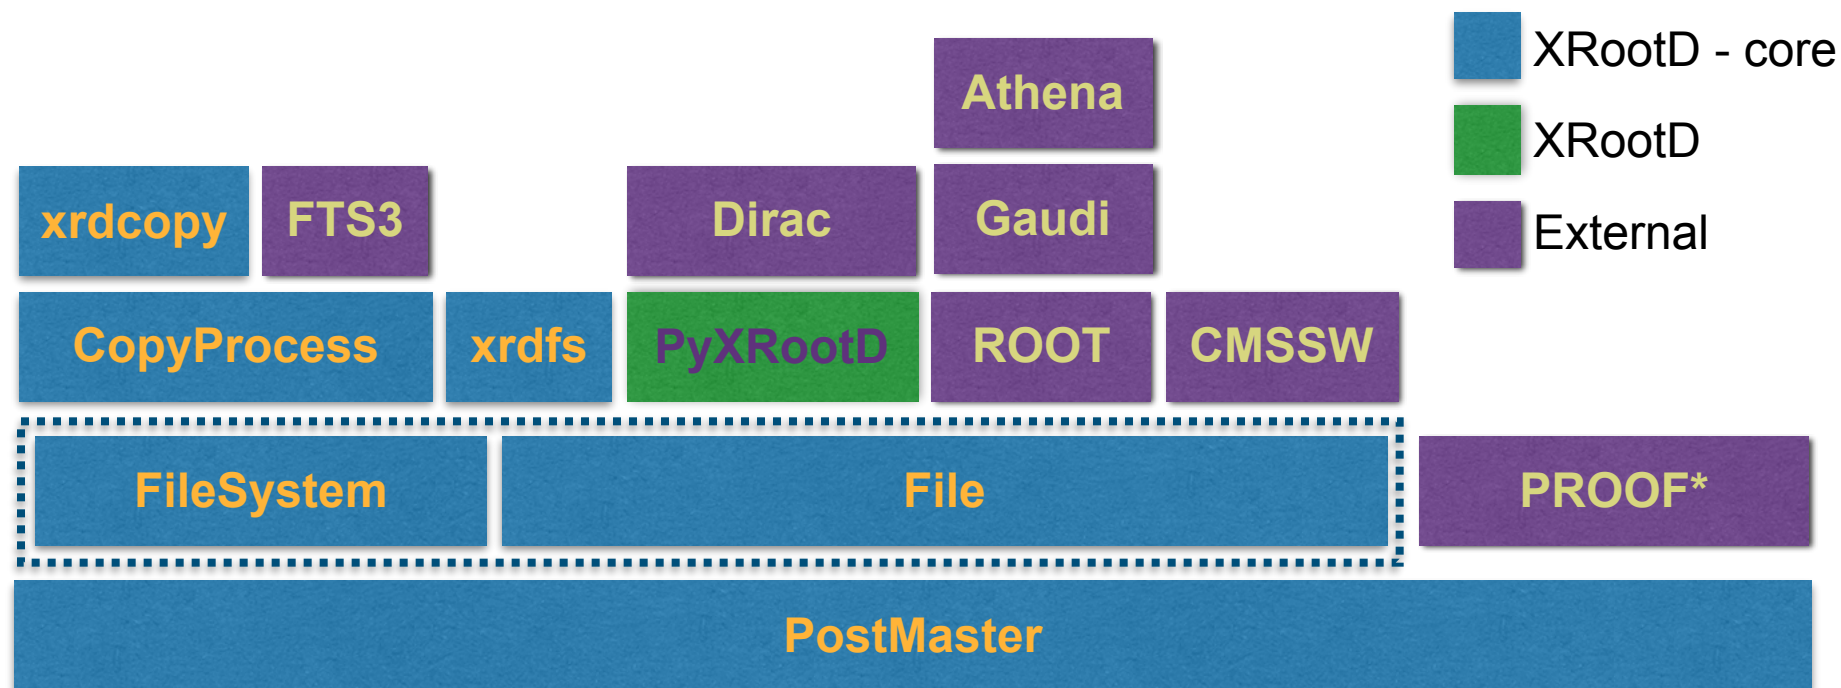 XRootD - core
Athena
XRootD
xrdcopy
FTS3
Dirac
Gaudi
External
CopyProcess
xrdfs
PyXRootD
ROOT
CMSSW
FileSystem
File
PROOF*
PostMaster